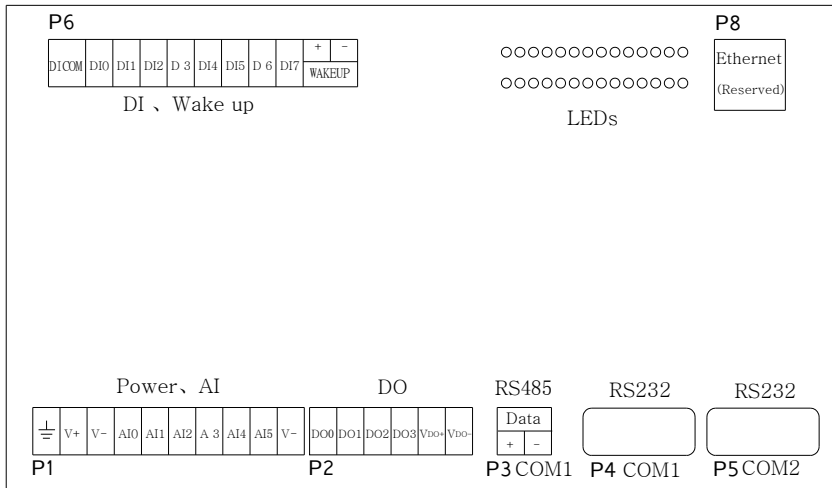 P6
P8
+ -
DICOM DI0 DI1 DI2 D 3 DI4 DI5 D 6 DI7 WAKEUP
Ethernet
(Reserved)
DI 、Wake up
LEDs
Power、AI DO RS485 RS232 RS232
Data
V+ V- AI0 AI1 AI2 A 3 AI4 AI5 V- DO0 DO1 DO2 DO3 VDO+ VDO- + -
P1 P2 P3 COM1 P4 COM1 P5 COM2